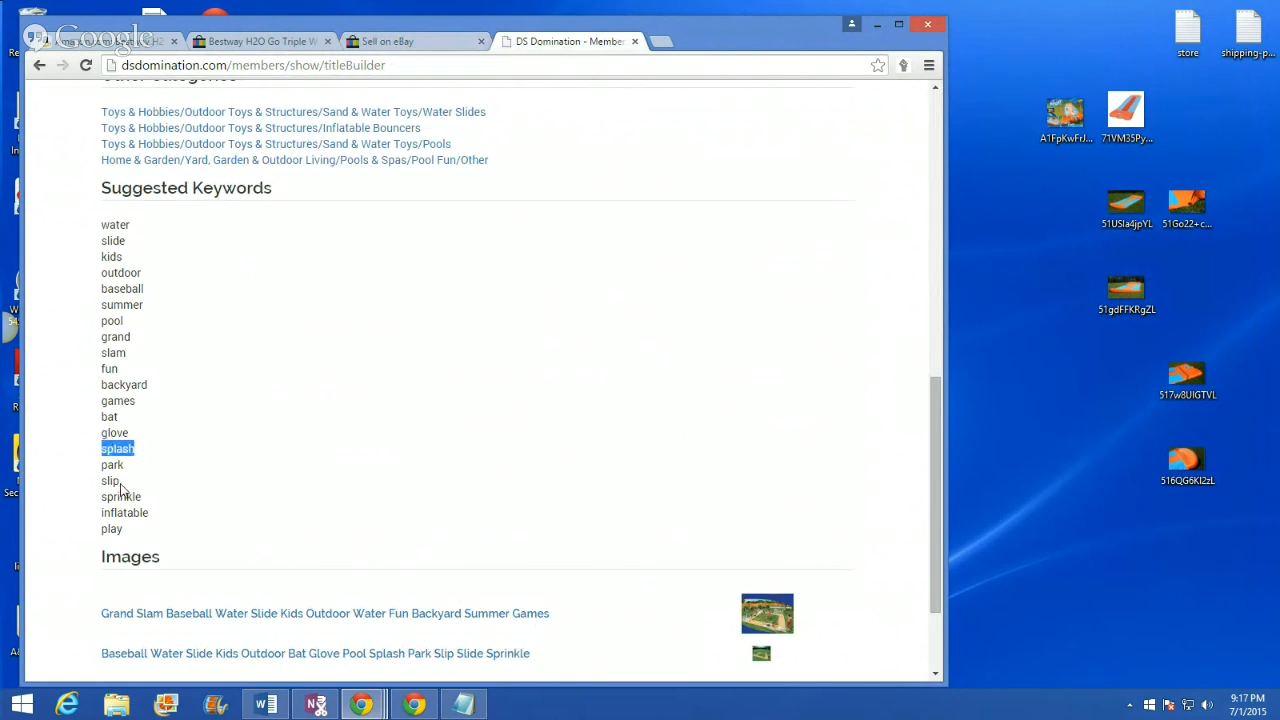 Google
Bestway H2O Go Triple W
Sell on eBay
DS Domination - Membe
dsdomination.com/members/show/titleBuilder
Toys & Hobbies/Outdoor Toys & Structures/Sand & Water Toys/Water Slides
Toys & Hobbies/Outdoor Toys & Structures/Inflatable Bouncers
Toys & Hobbies/Outdoor Toys & Structures/Sand & Water Toys/Pools
Home & Garden/Yard, Garden & Outdoor Living/Pools & Spas/Pool Fun/Other
Suggested Keywords
water
slide
kids
outdoor
baseball
summer
pool
grand
slam
fun
backyard
games
bat
glove
splash
park
slip
sprinkle
inflatable
play
Images
Grand Slam Baseball Water Slide Kids Outdoor Water Fun Backyard Summer Games
Baseball Water Slide Kids Outdoor Bat Glove Pool Splash Park Slip Slide Sprinkle
store
shipping-p...
A1FpKwFrJ...
71VM35Py...
51USla4jpYL
51Go22+c...
51gdFFKRgZL
517w8UIGTVL
516QG6KI2zL
9:17 PM
7/1/2015